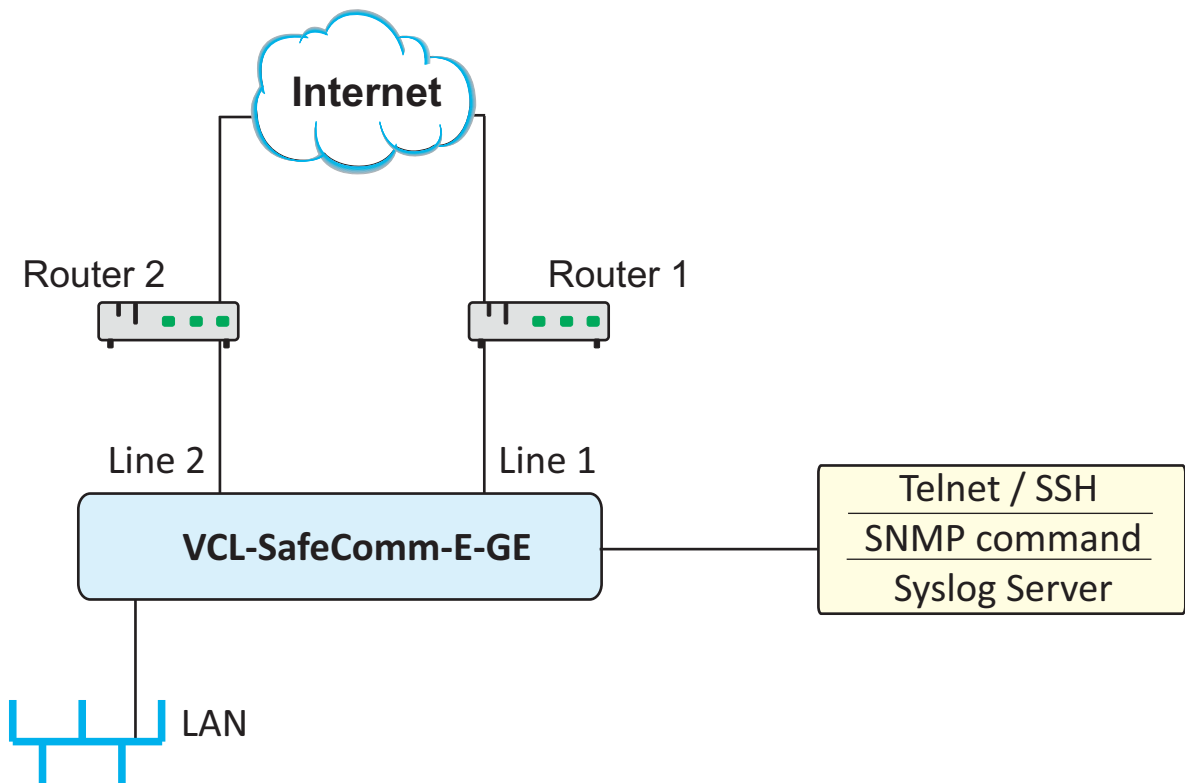 Internet
Router 2
Router 1
Line 2
Line 1
VCL-SafeComm-E-GE
Telnet / SSH
SNMP command
Syslog Server
LAN